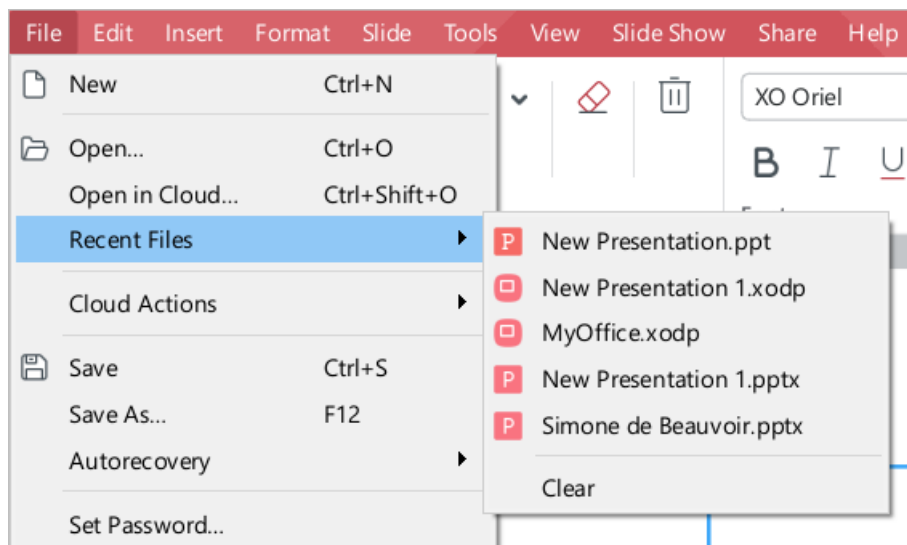 File Edit Insert Format Slide Tools View Slide Show Share Help
New Ctrl+N
XO Oriel
Open... Ctrl+O
B I U
Open in Cloud... Ctrl+Shift+O
Recent Files
Cloud Actions
Save Ctrl+S
Save As... F12
Autorecovery
Set Password...
P New Presentation.ppt
New Presentation 1.xodp
MyOffice.xodp
P New Presentation 1.pptx
P Simone de Beauvoir.pptx
Clear